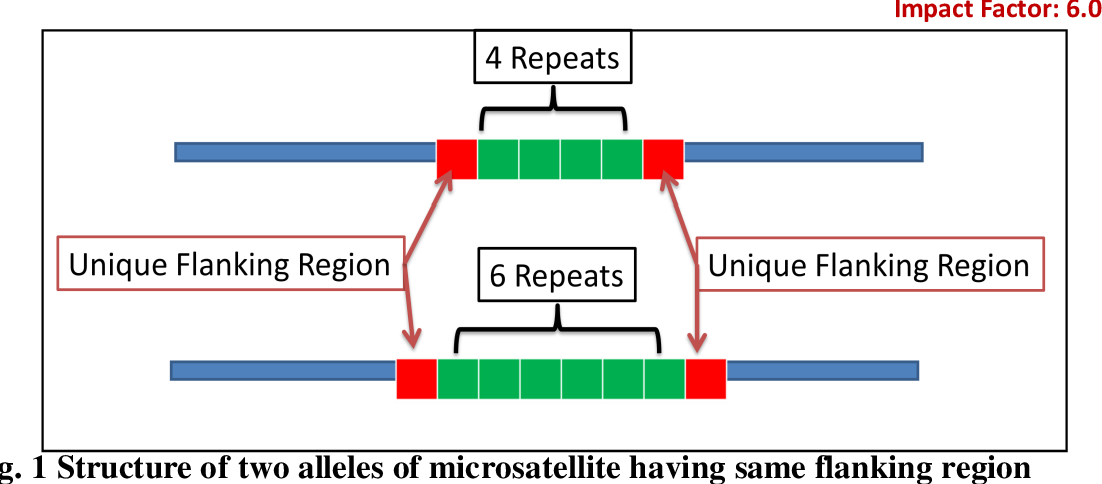 Impact Factor: 6.0
4 Repeats
Unique Flanking Region
Unique Flanking Region
6 Repeats
g. 1 Structure of two alleles of microsatellite having same flanking region